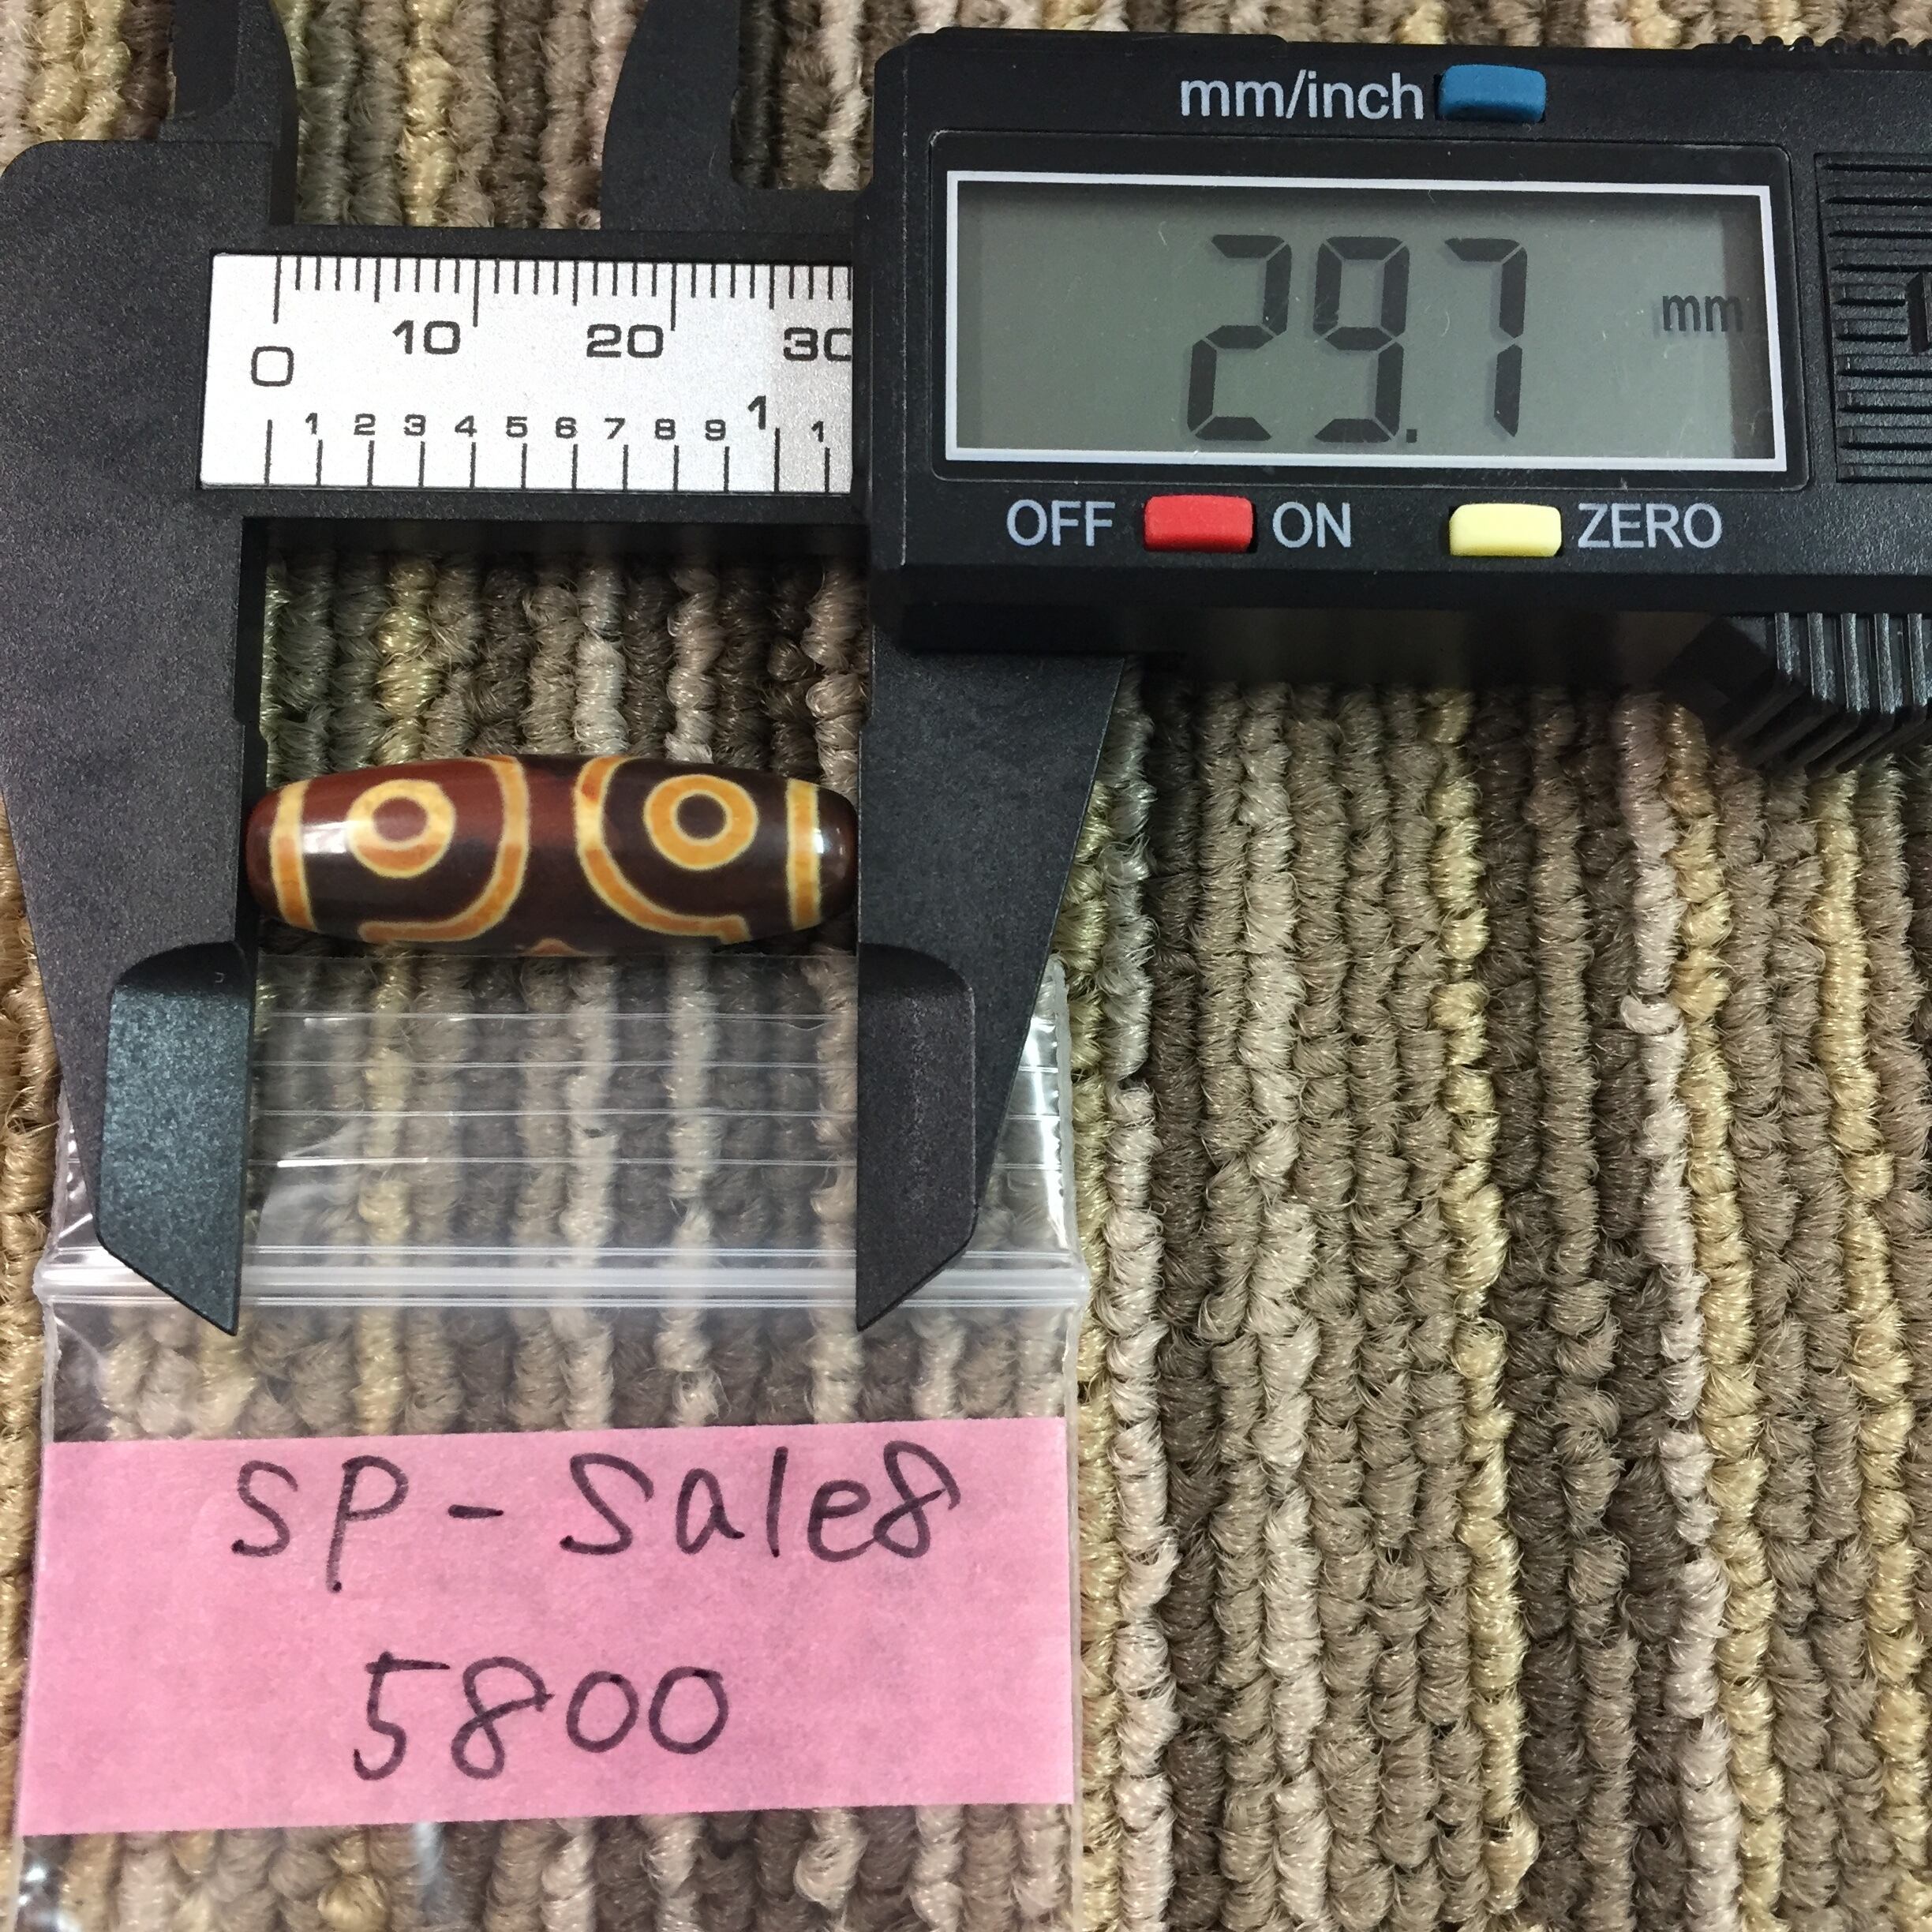 mm/inch
29.7 mm
OFF ON ZERO
0 10 20 30
1 2 3 4 5 6 7 8 9 1 1
SP-Sale8
5800